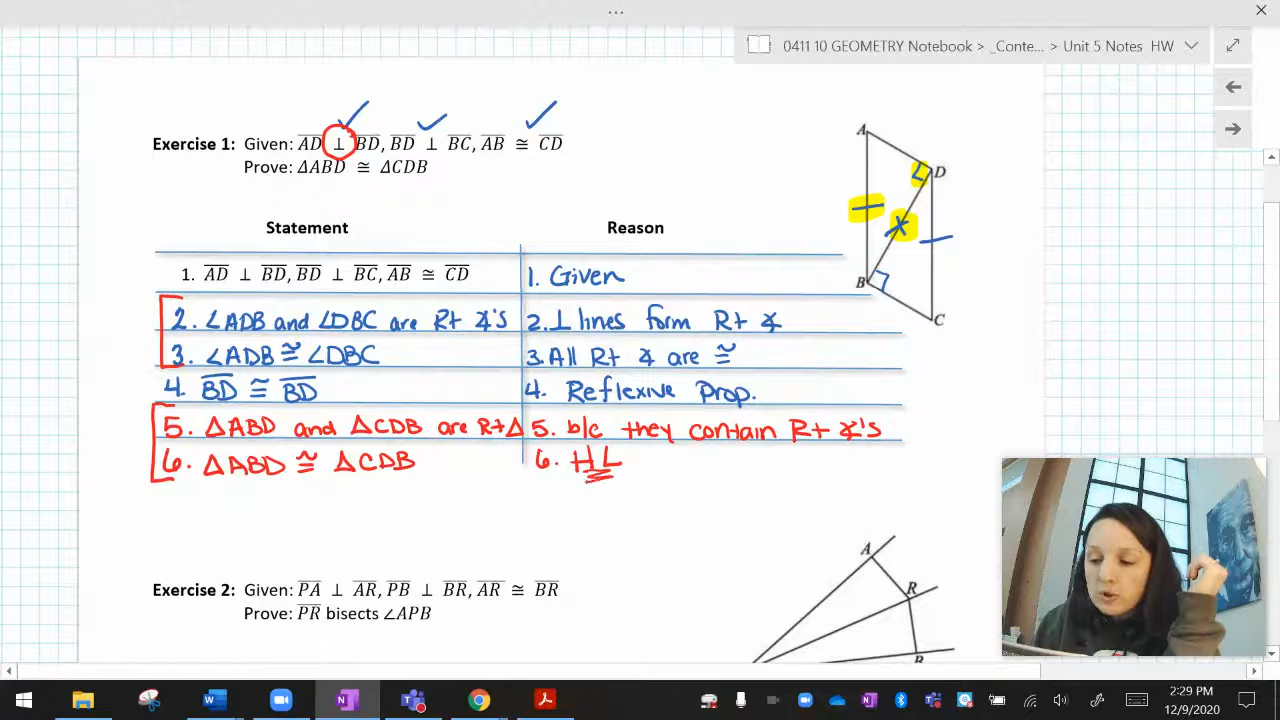 0411 10 GEOMETRY Notebook > _Conte... > Unit 5 Notes HW
Exercise 1: Given: AD ⊥ BD, BD ⊥ BC, AB ≅ CD
Prove: ΔABD ≅ ΔCDB
Statement Reason
1. AD ⊥ BD, BD ⊥ BC, AB ≅ CD 1. Given
2. ∠ADB and ∠DBC are Rt ∡'s 2. ⊥ lines form Rt ∡
3. ∠ADB ≅ ∠DBC 3. All Rt ∡ are ≅
4. BD ≅ BD 4. Reflexive Prop.
5. ΔABD and ΔCDB are Rt Δ 5. b/c they contain Rt ∡'s
6. ΔABD ≅ ΔCDB 6. HL
A
D
B
C
Exercise 2: Given: PA ⊥ AR, PB ⊥ BR, AR ≅ BR
Prove: PR bisects ∠APB
A
R
B
2:29 PM
12/9/2020